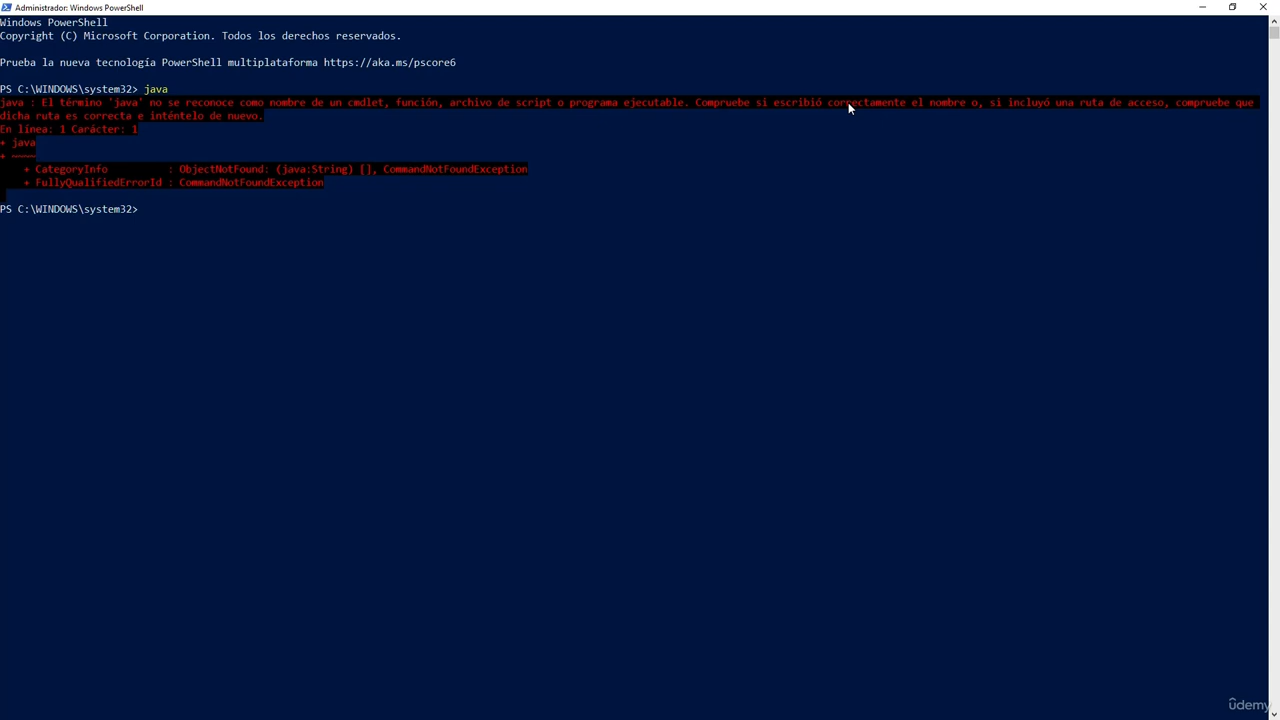 Administrador: Windows PowerShell
Windows PowerShell
Copyright (C) Microsoft Corporation. Todos los derechos reservados.
Prueba la nueva tecnología PowerShell multiplataforma https://aka.ms/pscore6
PS C:\WINDOWS\system32> java
java : El término 'java' no se reconoce como nombre de un cmdlet, función, archivo de script o programa ejecutable. Compruebe si escribió correctamente el nombre o, si incluyó una ruta de acceso, compruebe que
dicha ruta es correcta e inténtelo de nuevo.
En línea: 1 Carácter: 1
+ java
+ ~~~~
+ CategoryInfo          : ObjectNotFound: (java:String) [], CommandNotFoundException
+ FullyQualifiedErrorId : CommandNotFoundException
PS C:\WINDOWS\system32>
ûdemy